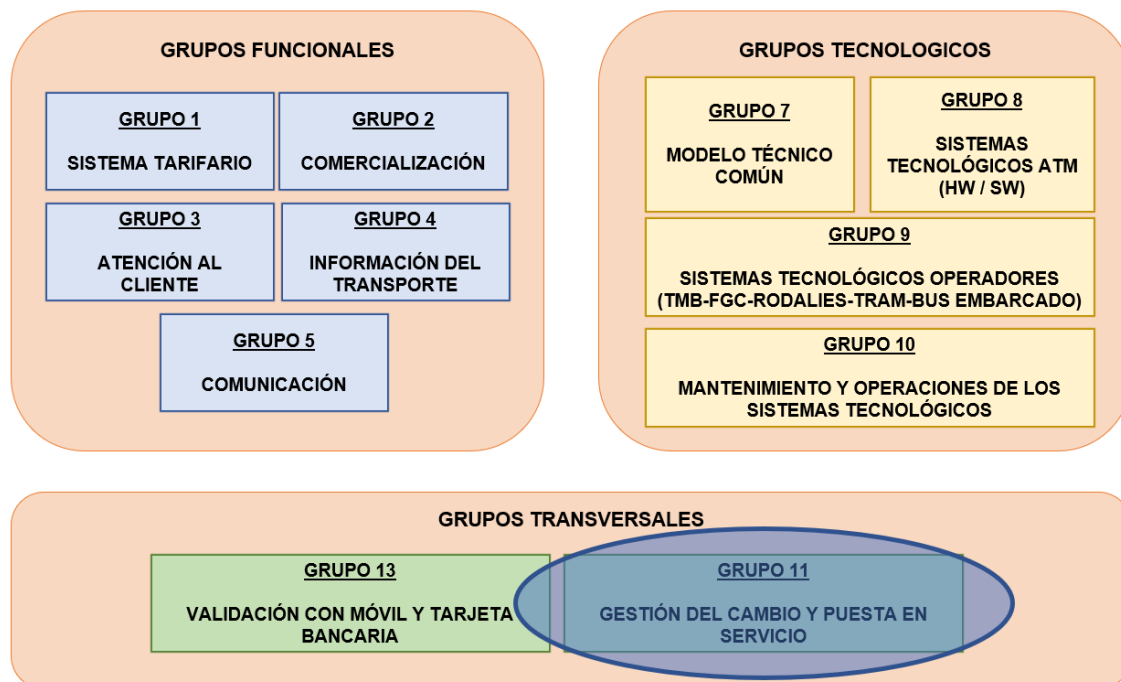 GRUPOS FUNCIONALES
GRUPO 1
SISTEMA TARIFARIO
GRUPO 2
COMERCIALIZACIÓN
GRUPO 3
ATENCIÓN AL
CLIENTE
GRUPO 4
INFORMACIÓN DEL
TRANSPORTE
GRUPO 5
COMUNICACIÓN
GRUPOS TECNOLOGICOS
GRUPO 7
MODELO TÉCNICO
COMÚN
GRUPO 8
SISTEMAS
TECNOLÓGICOS ATM
(HW / SW)
GRUPO 9
SISTEMAS TECNOLÓGICOS OPERADORES
(TMB-FGC-RODALIES-TRAM-BUS EMBARCADO)
GRUPO 10
MANTENIMIENTO Y OPERACIONES DE LOS
SISTEMAS TECNOLÓGICOS
GRUPOS TRANSVERSALES
GRUPO 13
VALIDACIÓN CON MÓVIL Y TARJETA
BANCARIA
GRUPO 11
GESTIÓN DEL CAMBIO Y PUESTA EN
SERVICIO